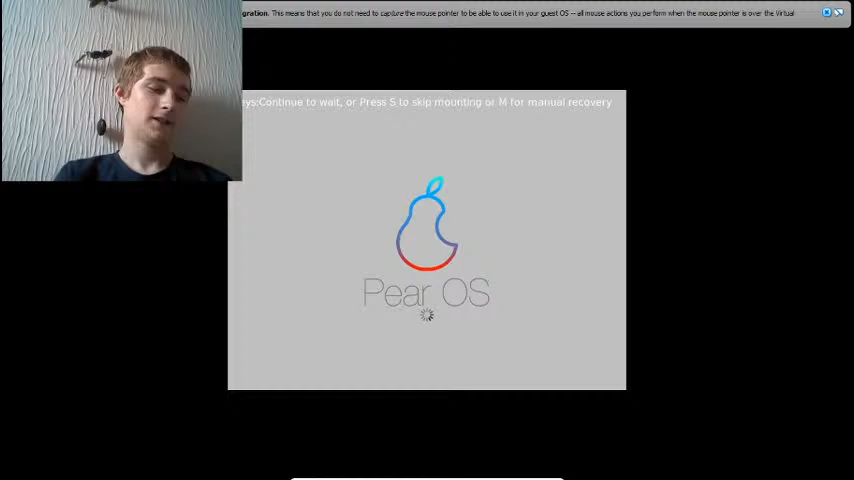 gration. This means that you do not need to capture the mouse pointer to be able to use it in your guest OS -- all mouse actions you perform when the mouse pointer is over the Virtual
eys:Continue to wait, or Press S to skip mounting or M for manual recovery
Pear OS